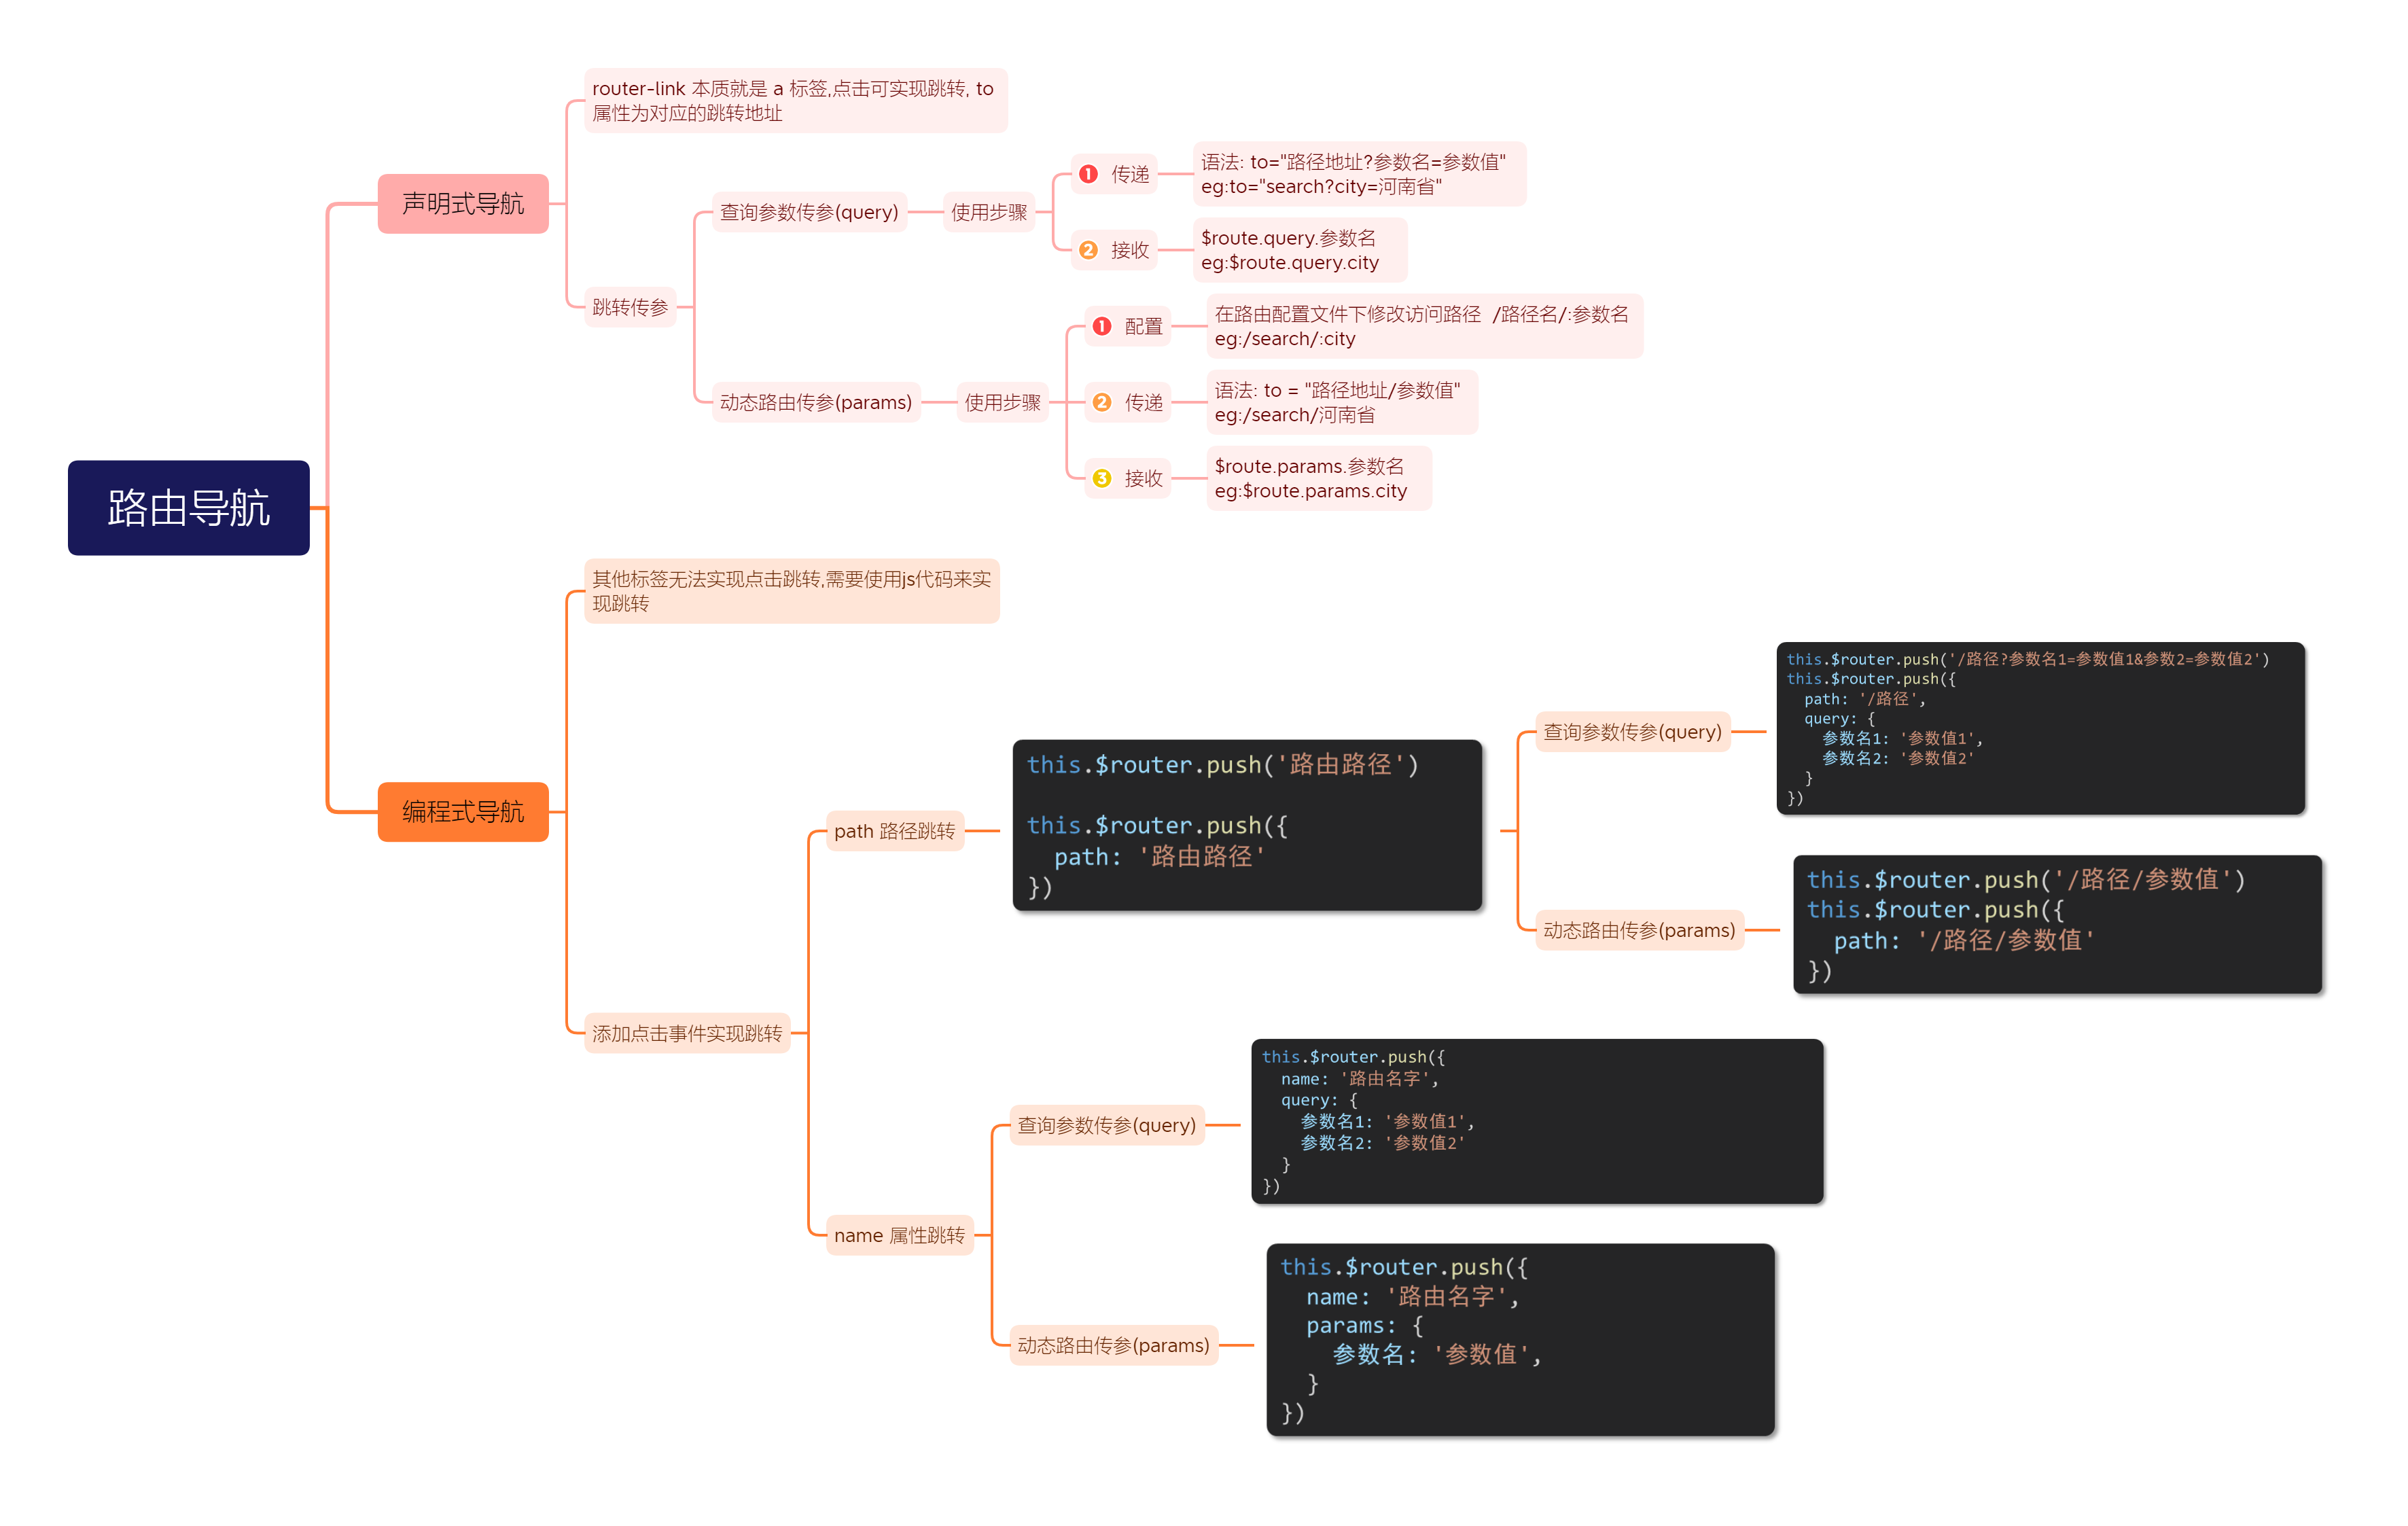 路由导航
声明式导航
router-link 本质就是 a 标签,点击可实现跳转, to
属性为对应的跳转地址
跳转传参
查询参数传参(query)
使用步骤
1 传递
语法: to="路径地址?参数名=参数值"
eg:to="search?city=河南省"
2 接收
$route.query.参数名
eg:$route.query.city
动态路由传参(params)
使用步骤
1 配置
在路由配置文件下修改访问路径 /路径名/:参数名
eg:/search/:city
2 传递
语法: to = "路径地址/参数值"
eg:/search/河南省
3 接收
$route.params.参数名
eg:$route.params.city
编程式导航
其他标签无法实现点击跳转,需要使用js代码来实
现跳转
添加点击事件实现跳转
path 路径跳转
this.$router.push('路由路径')
this.$router.push({
  path: '路由路径'
})
查询参数传参(query)
this.$router.push('/路径?参数名1=参数值1&参数2=参数值2')
this.$router.push({
  path: '/路径',
  query: {
    参数名1: '参数值1',
    参数名2: '参数值2'
  }
})
动态路由传参(params)
this.$router.push('/路径/参数值')
this.$router.push({
  path: '/路径/参数值'
})
name 属性跳转
查询参数传参(query)
this.$router.push({
  name: '路由名字',
  query: {
    参数名1: '参数值1',
    参数名2: '参数值2'
  }
})
动态路由传参(params)
this.$router.push({
  name: '路由名字',
  params: {
    参数名: '参数值',
  }
})